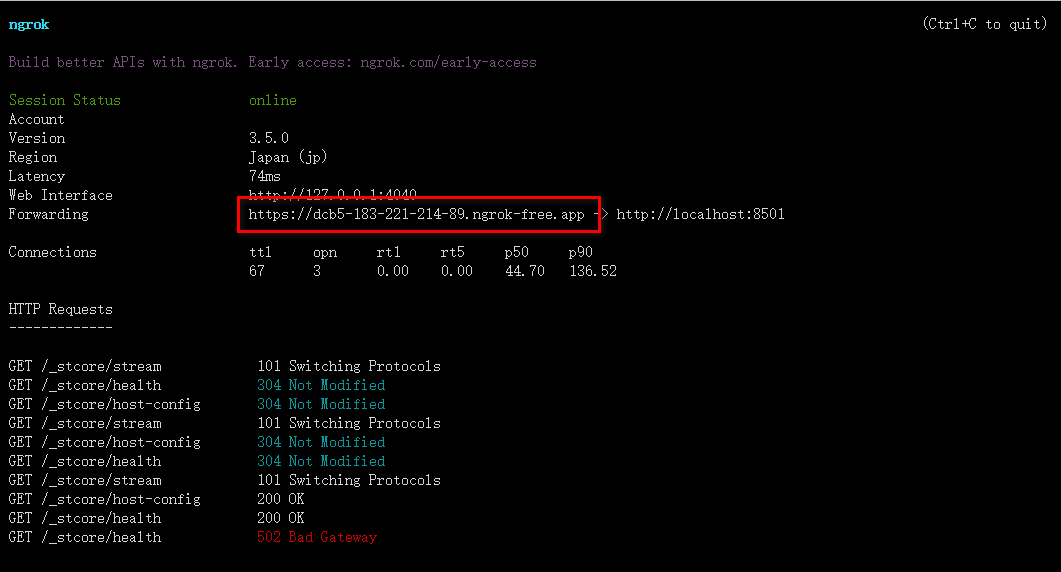 ngrok (Ctrl+C to quit)
Build better APIs with ngrok. Early access: ngrok.com/early-access
Session Status online
Account
Version 3.5.0
Region Japan (jp)
Latency 74ms
Web Interface http://127.0.0.1:4040
Forwarding https://dcb5-183-221-214-89.ngrok-free.app -> http://localhost:8501
Connections ttl opn rt1 rt5 p50 p90
67 3 0.00 0.00 44.70 136.52
HTTP Requests
-------------
GET /_stcore/stream 101 Switching Protocols
GET /_stcore/health 304 Not Modified
GET /_stcore/host-config 304 Not Modified
GET /_stcore/stream 101 Switching Protocols
GET /_stcore/host-config 304 Not Modified
GET /_stcore/health 304 Not Modified
GET /_stcore/stream 101 Switching Protocols
GET /_stcore/host-config 200 OK
GET /_stcore/health 200 OK
GET /_stcore/health 502 Bad Gateway